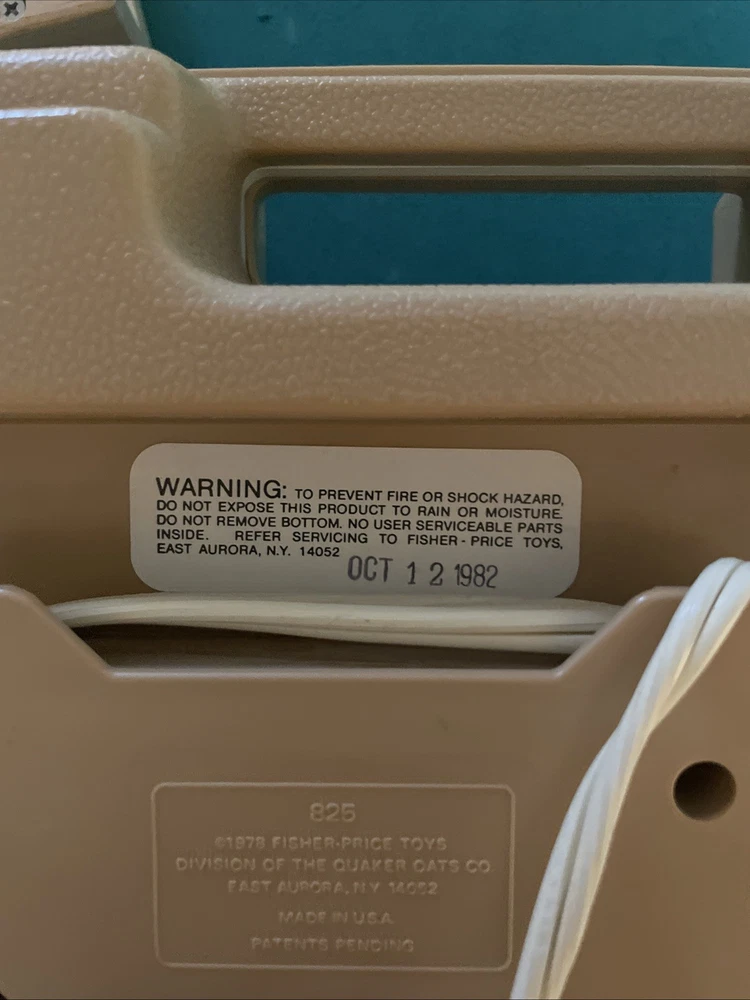 WARNING: TO PREVENT FIRE OR SHOCK HAZARD,
DO NOT EXPOSE THIS PRODUCT TO RAIN OR MOISTURE.
DO NOT REMOVE BOTTOM. NO USER SERVICEABLE PARTS
INSIDE. REFER SERVICING TO FISHER-PRICE TOYS,
EAST AURORA, N.Y. 14052
OCT 12 1982
825
©1978 FISHER-PRICE TOYS
DIVISION OF THE QUAKER OATS CO.
EAST AURORA, N.Y. 14052
MADE IN U.S.A.
PATENTS PENDING